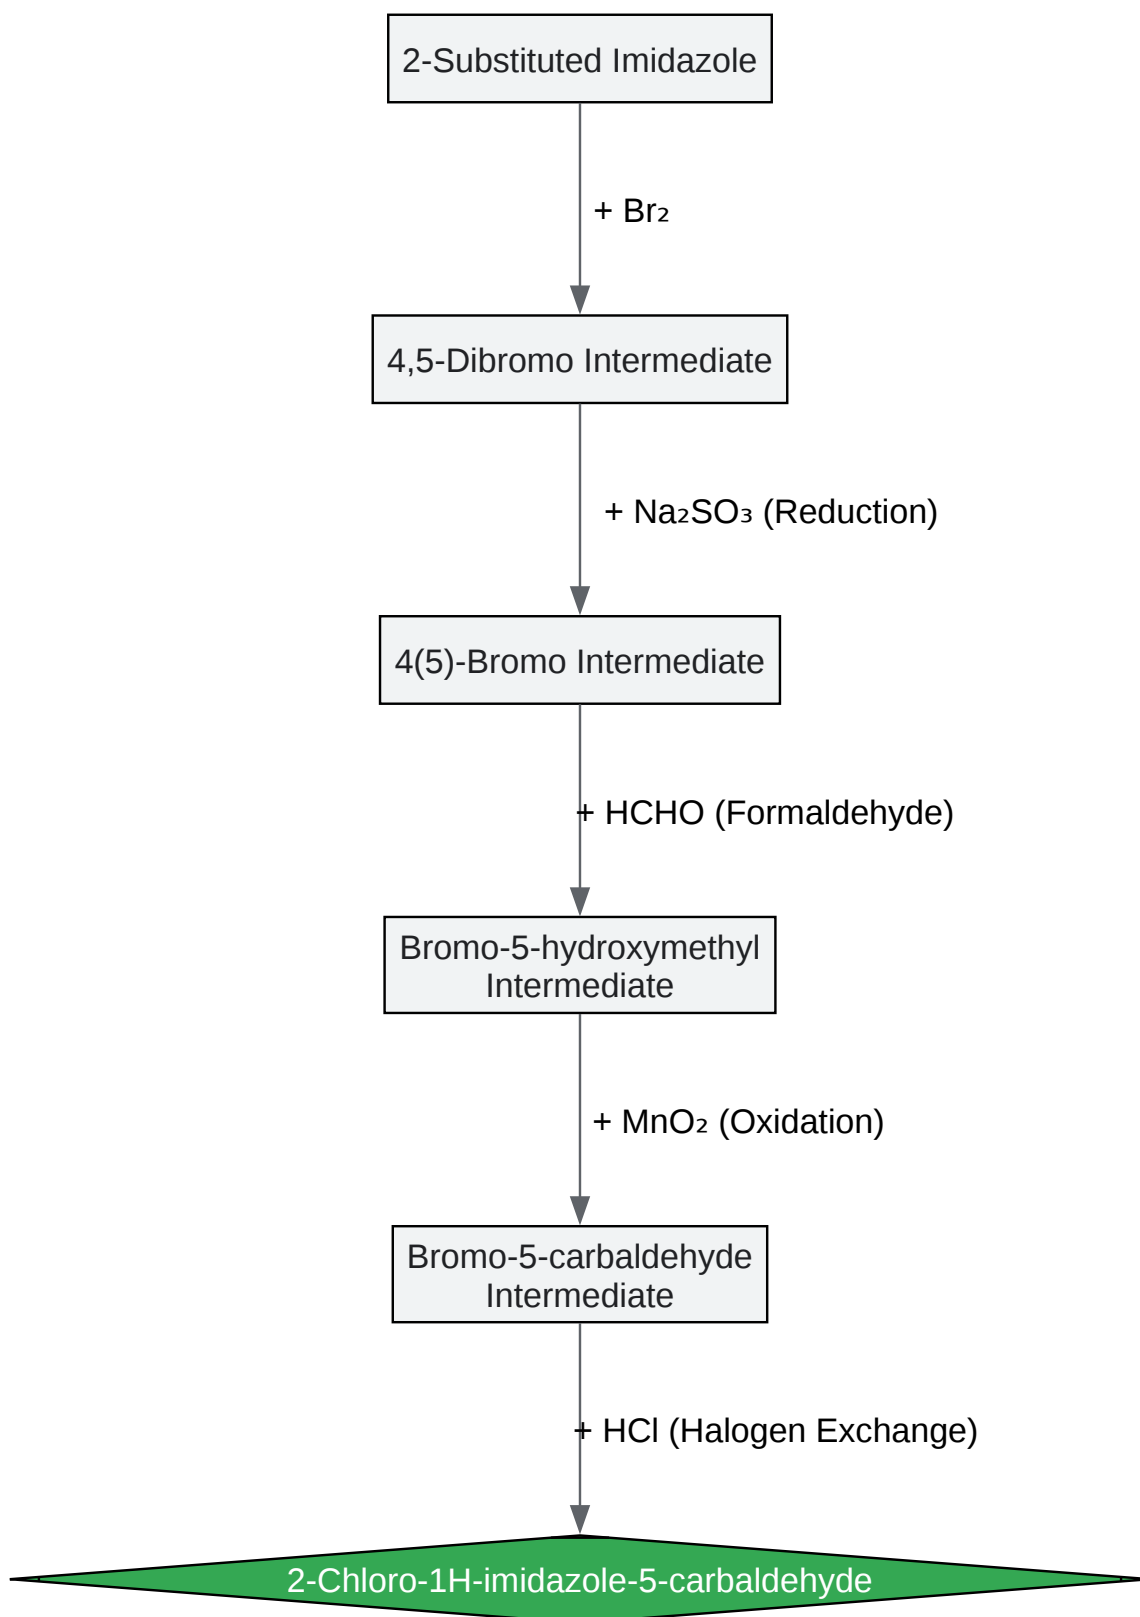 2-Substituted Imidazole
+ Br₂
4,5-Dibromo Intermediate
+ Na₂SO₃ (Reduction)
4(5)-Bromo Intermediate
+ HCHO (Formaldehyde)
Bromo-5-hydroxymethyl
Intermediate
+ MnO₂ (Oxidation)
Bromo-5-carbaldehyde
Intermediate
+ HCl (Halogen Exchange)
2-Chloro-1H-imidazole-5-carbaldehyde